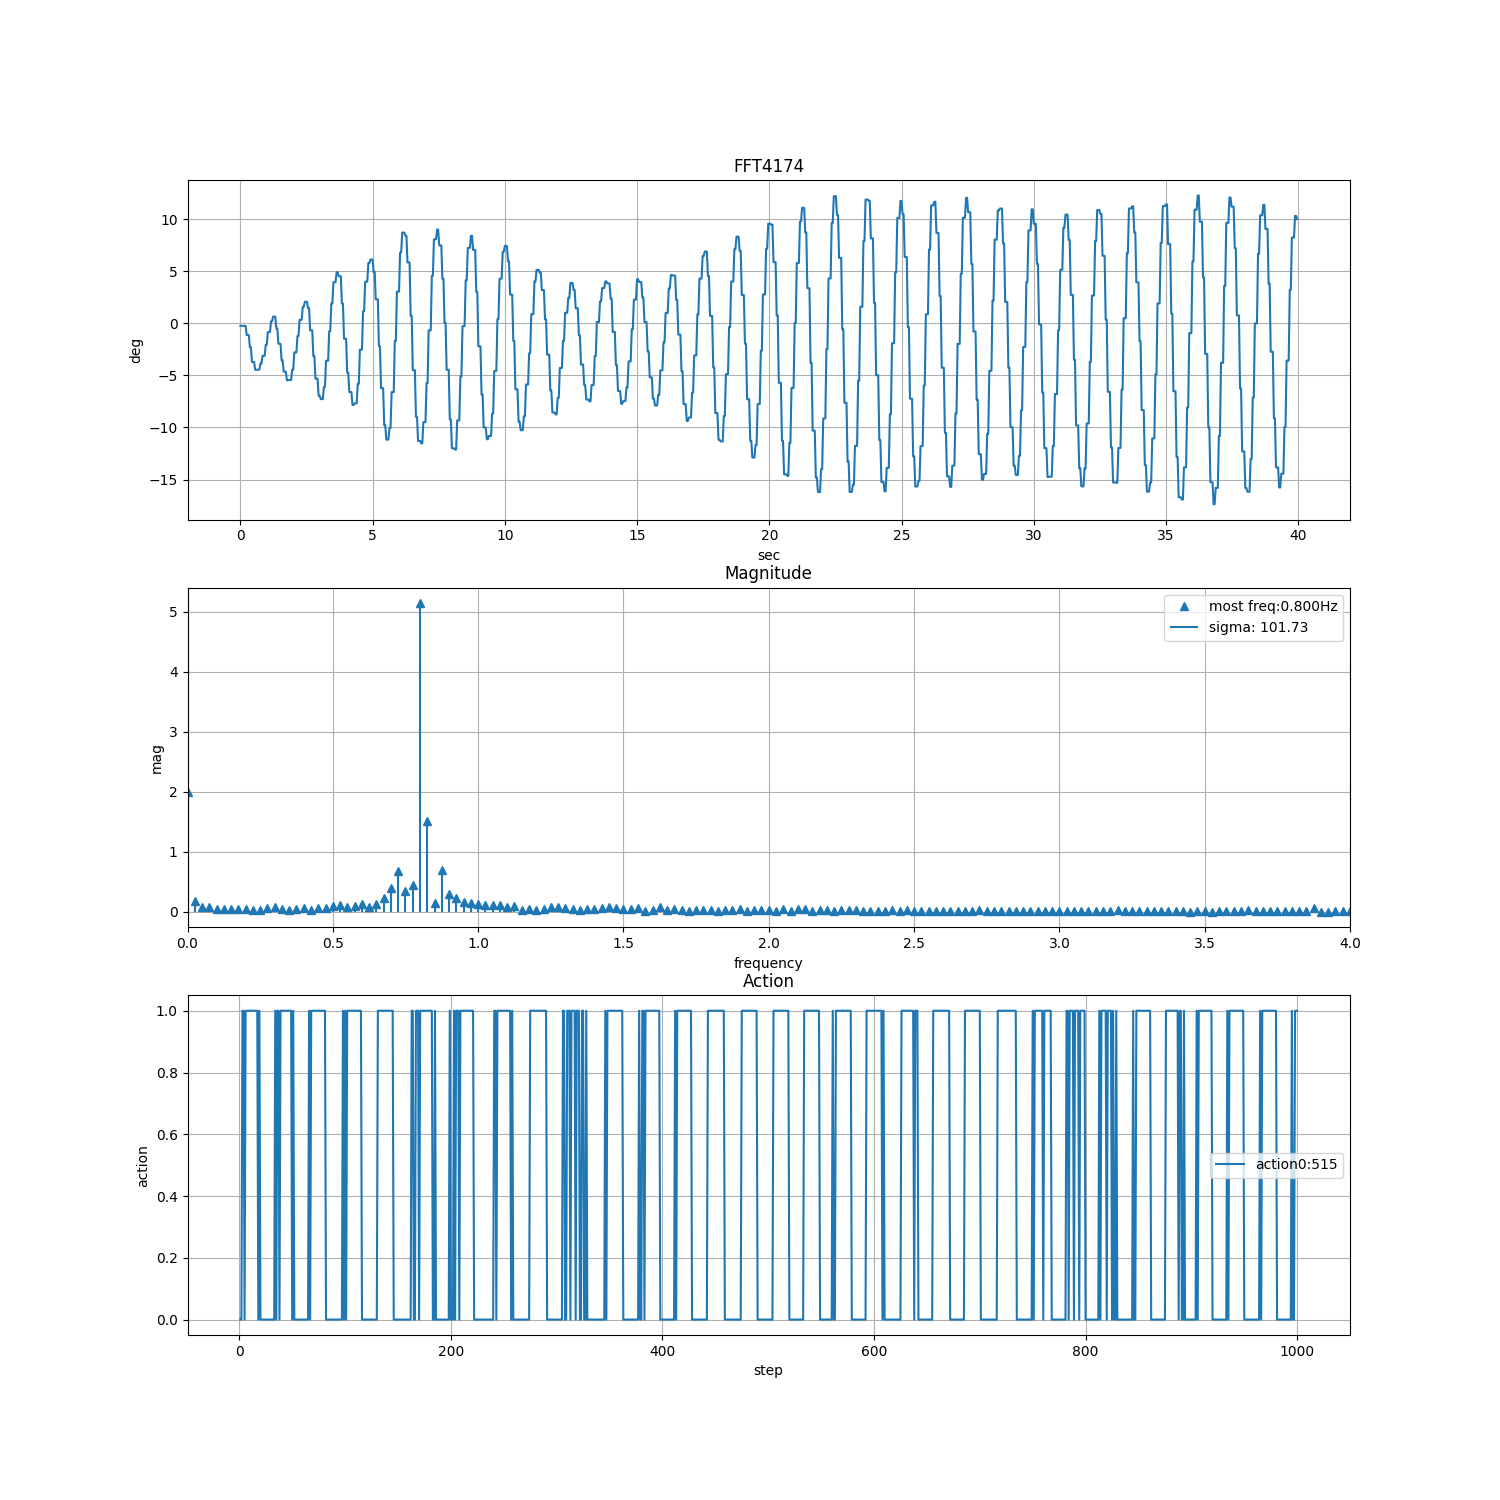 FFT4174
10
5
0
−5
−10
−15
deg
0 5 10 15 20 25 30 35 40
sec
Magnitude
most freq:0.800Hz
sigma: 101.73
5
4
3
2
1
0
mag
0.0 0.5 1.0 1.5 2.0 2.5 3.0 3.5 4.0
frequency
Action
1.0
0.8
0.6
0.4
0.2
0.0
action
action0:515
0 200 400 600 800 1000
step